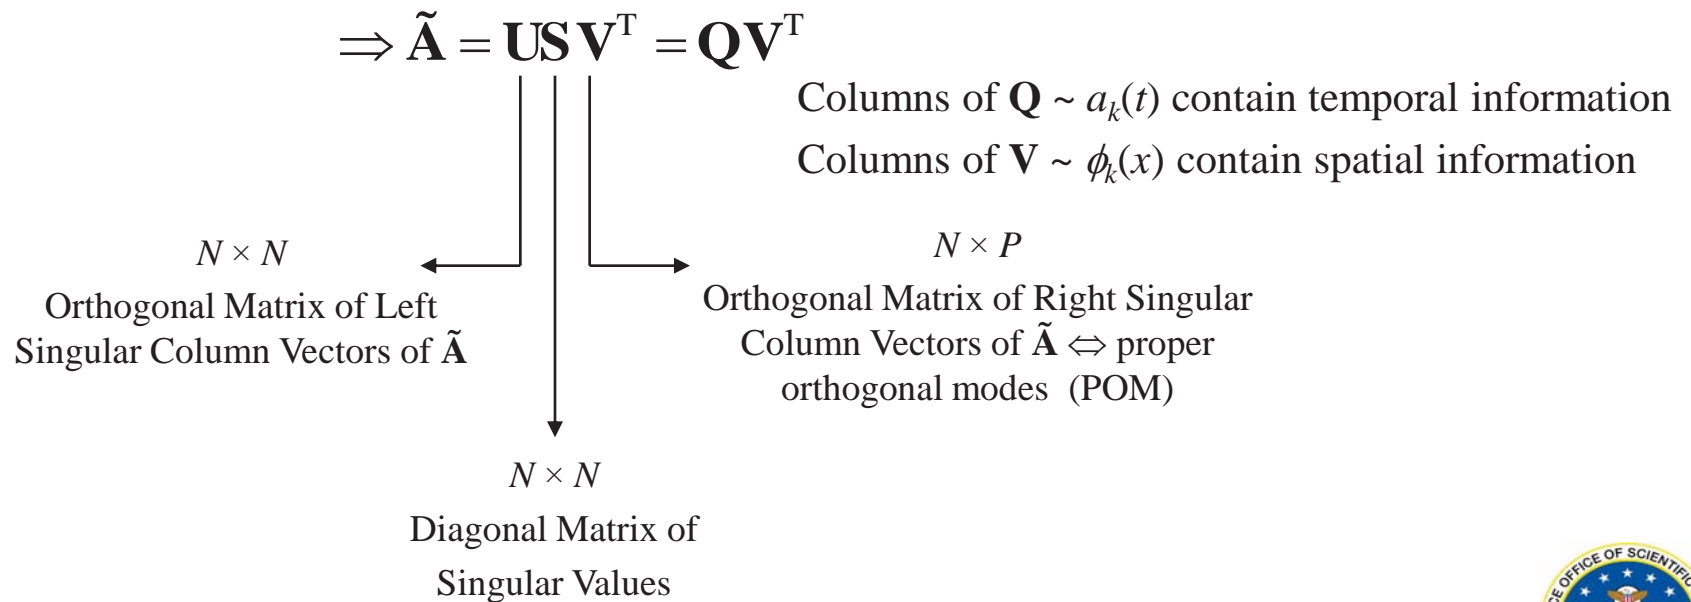 ⇒ Ã = USVᵀ = QVᵀ
Columns of Q ~ aₖ(t) contain temporal information
Columns of V ~ ϕₖ(x) contain spatial information
N × N
Orthogonal Matrix of Left
Singular Column Vectors of Ã
N × P
Orthogonal Matrix of Right Singular
Column Vectors of Ã ⇔ proper
orthogonal modes (POM)
N × N
Diagonal Matrix of
Singular Values
OFFICE OF SCIENTIFIC